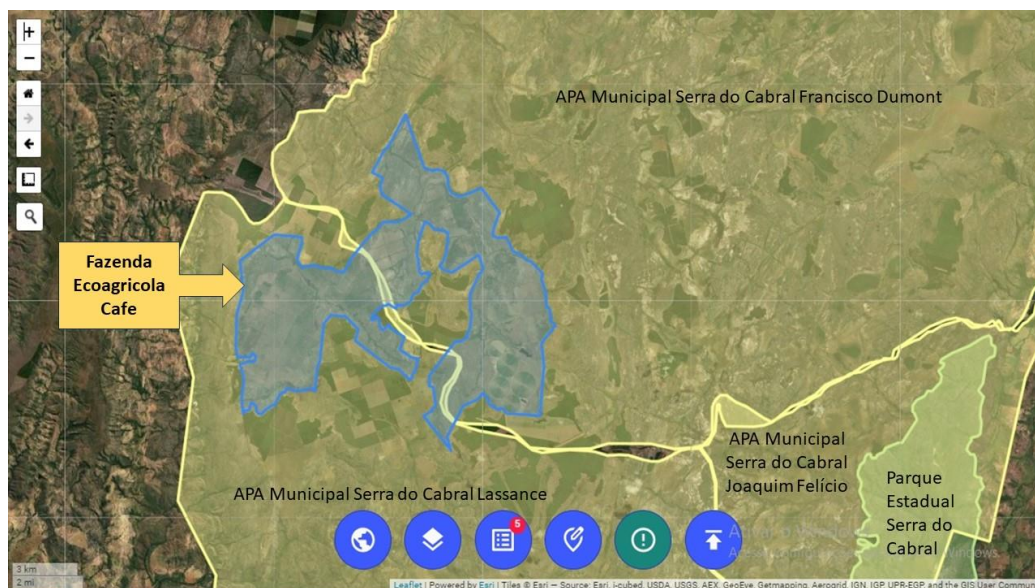 +
−
APA Municipal Serra do Cabral Francisco Dumont
Fazenda
Ecoagricola
Cafe
APA Municipal
Serra do Cabral
Joaquim Felício
Parque
Estadual
Serra do
Cabral
APA Municipal Serra do Cabral Lassance
5
3 km
2 mi
Leaflet | Powered by Esri | Tiles © Esri — Source: Esri, i-cubed, USDA, USGS, AEX, GeoEye, Getmapping, Aerogrid, IGN, IGP, UPR-EGP, and the GIS User Commu